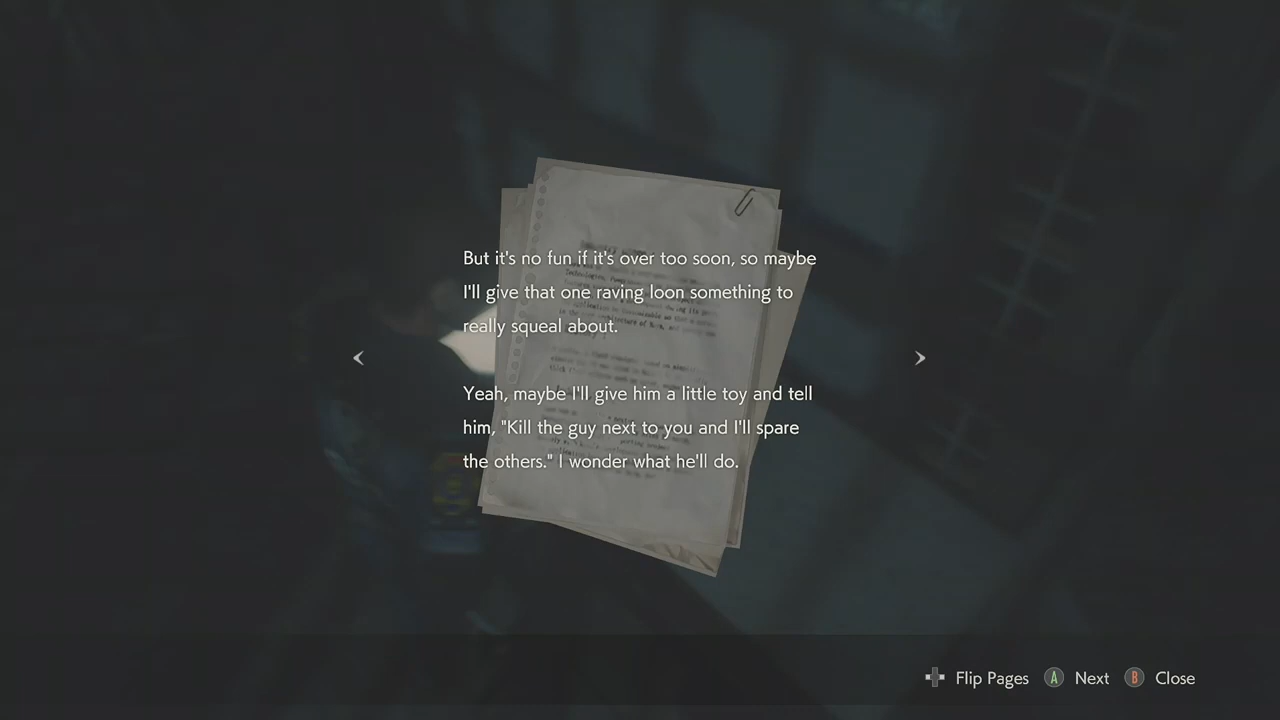 But it's no fun if it's over too soon, so maybe
I'll give that one raving loon something to
really squeal about.
Yeah, maybe I'll give him a little toy and tell
him, "Kill the guy next to you and I'll spare
the others." I wonder what he'll do.
Flip Pages A Next B Close